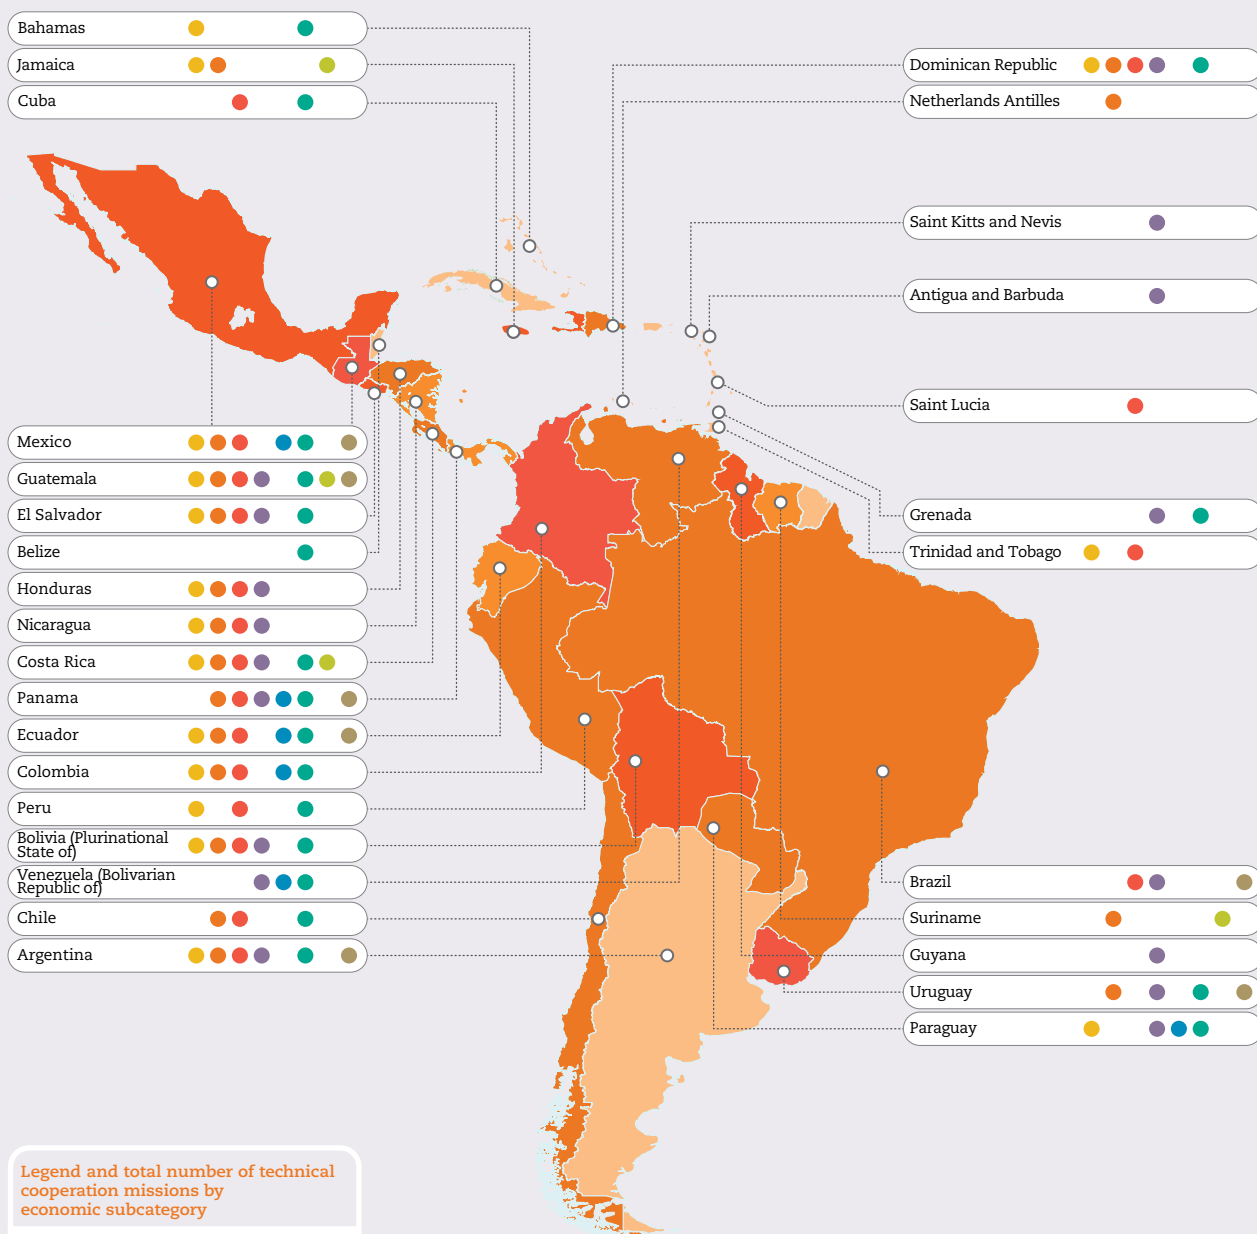 Bahamas
Jamaica
Cuba
Dominican Republic
Netherlands Antilles
Saint Kitts and Nevis
Antigua and Barbuda
Saint Lucia
Grenada
Trinidad and Tobago
Mexico
Guatemala
El Salvador
Belize
Honduras
Nicaragua
Costa Rica
Panama
Ecuador
Colombia
Peru
Bolivia (Plurinational
State of)
Venezuela (Bolivarian
Republic of)
Chile
Argentina
Brazil
Suriname
Guyana
Uruguay
Paraguay
Legend and total number of technical
cooperation missions by
economic subcategory